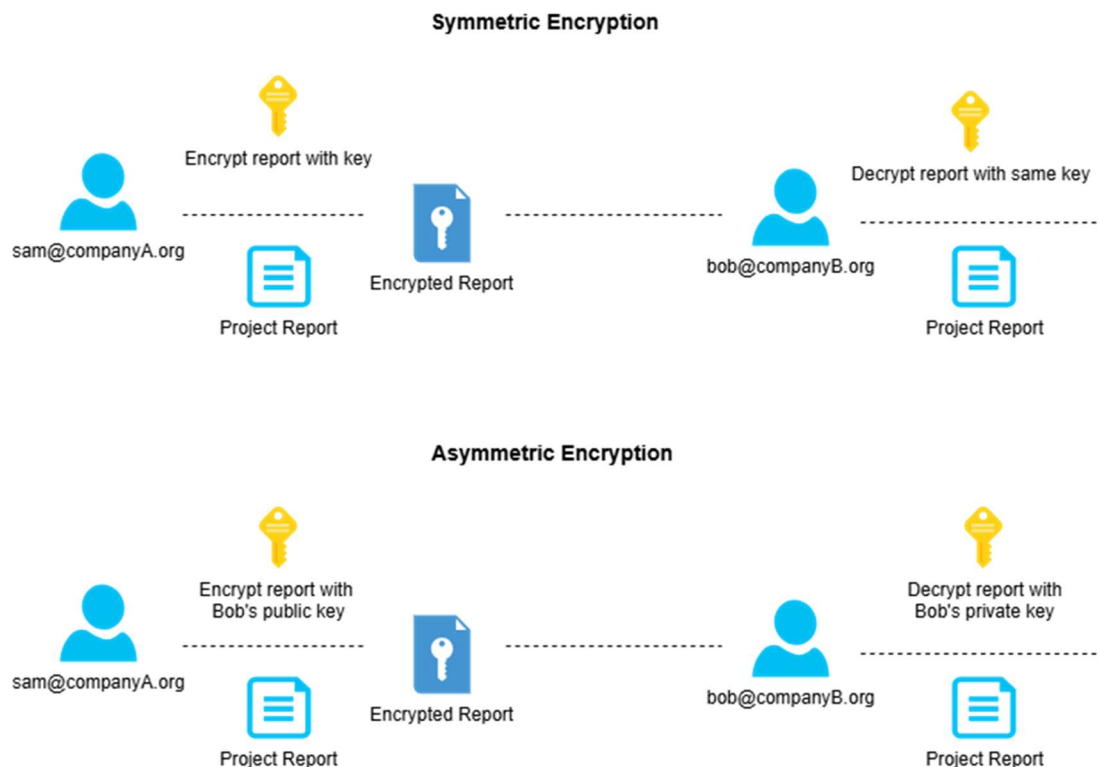 Symmetric Encryption
Encrypt report with key
Decrypt report with same key
sam@companyA.org
Encrypted Report
bob@companyB.org
Project Report
Project Report
Asymmetric Encryption
Encrypt report with
Bob's public key
Decrypt report with
Bob's private key
sam@companyA.org
Encrypted Report
bob@companyB.org
Project Report
Project Report